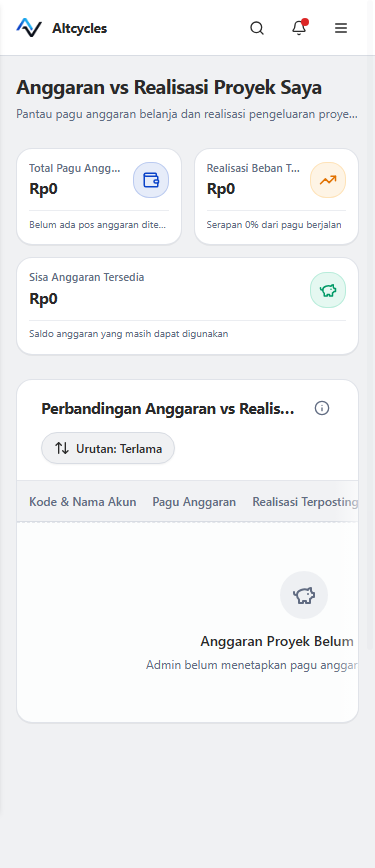 Altcycles
Anggaran vs Realisasi Proyek Saya
Pantau pagu anggaran belanja dan realisasi pengeluaran proye...
Total Pagu Angg...
Rp0
Belum ada pos anggaran dite...
Realisasi Beban T...
Rp0
Serapan 0% dari pagu berjalan
Sisa Anggaran Tersedia
Rp0
Saldo anggaran yang masih dapat digunakan
Perbandingan Anggaran vs Realis...
Urutan: Terlama
Kode & Nama Akun Pagu Anggaran Realisasi Terposting
Anggaran Proyek Belum
Admin belum menetapkan pagu anggar